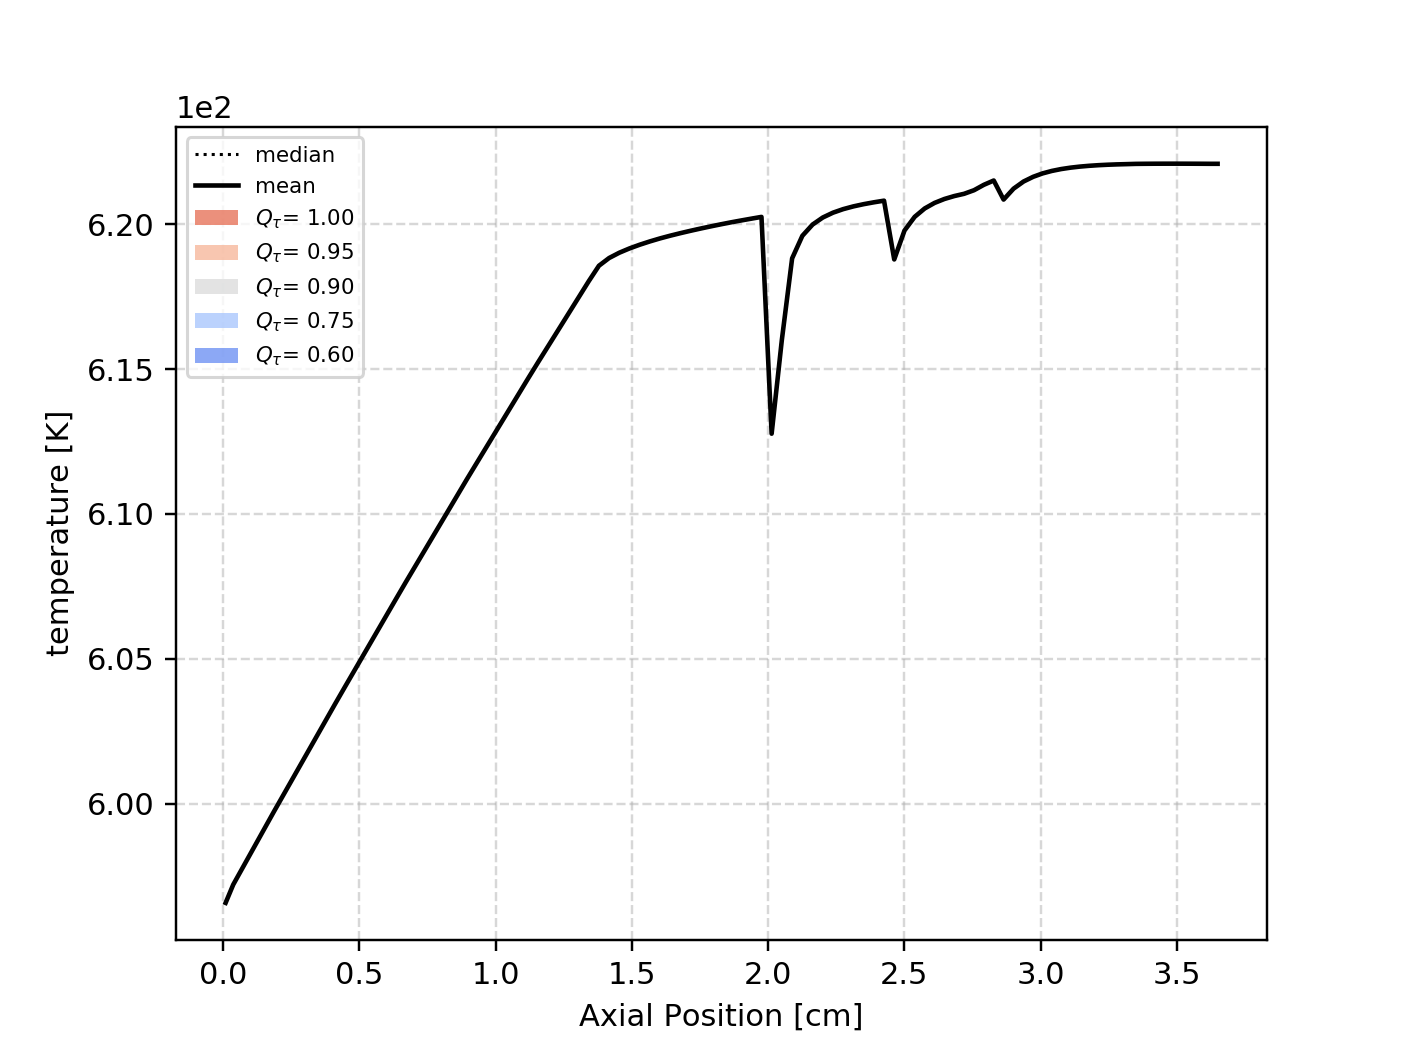 1e2
median
mean
Qτ= 1.00
Qτ= 0.95
Qτ= 0.90
Qτ= 0.75
Qτ= 0.60
6.20
6.15
6.10
6.05
6.00
temperature [K]
0.0 0.5 1.0 1.5 2.0 2.5 3.0 3.5
Axial Position [cm]